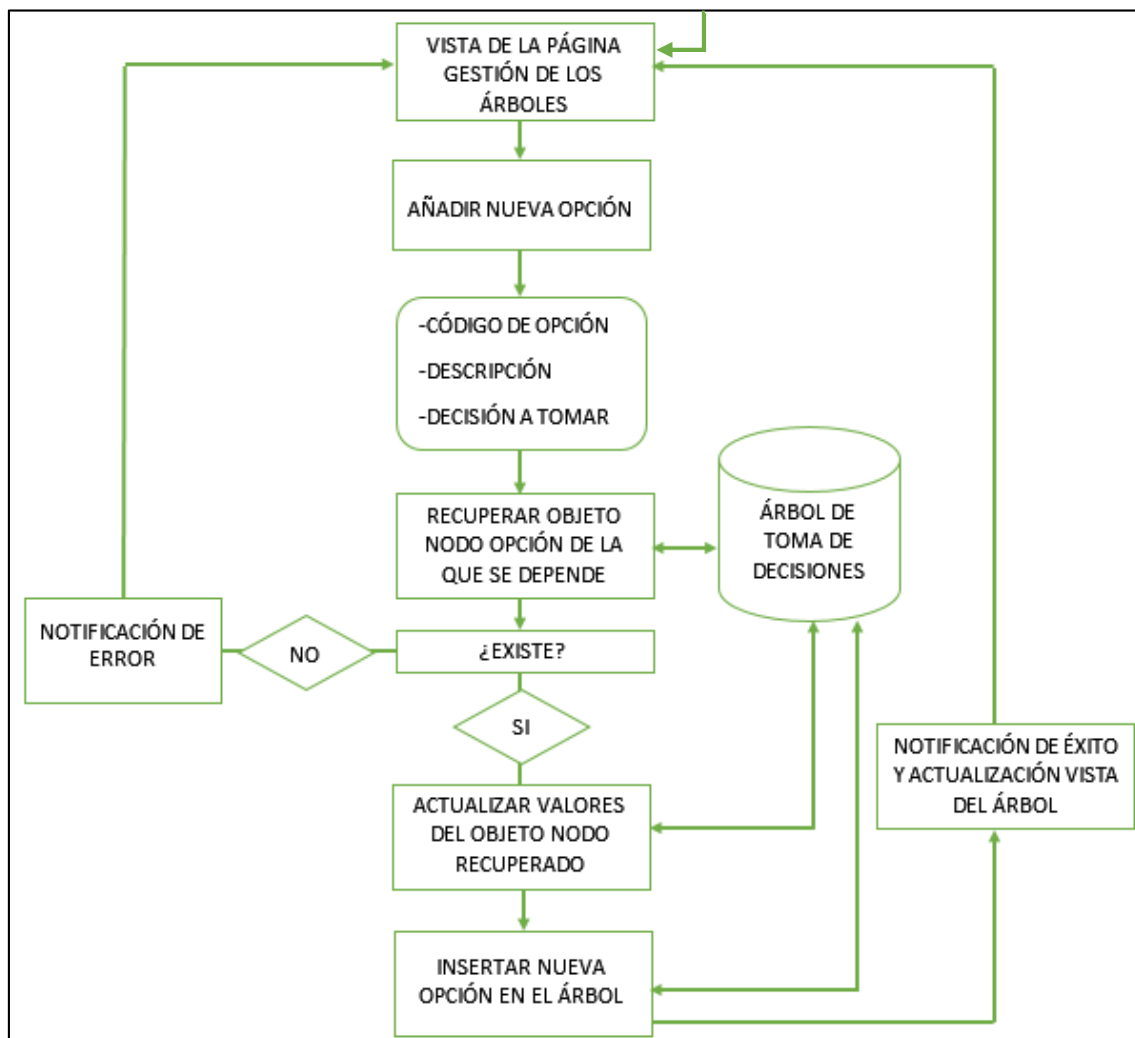 VISTA DE LA PÁGINA
GESTIÓN DE LOS
ÁRBOLES
AÑADIR NUEVA OPCIÓN
-CÓDIGO DE OPCIÓN
-DESCRIPCIÓN
-DECISIÓN A TOMAR
RECUPERAR OBJETO
NODO OPCIÓN DE LA
QUE SE DEPENDE
ÁRBOL DE
TOMA DE
DECISIONES
¿EXISTE?
NO
NOTIFICACIÓN DE
ERROR
SI
ACTUALIZAR VALORES
DEL OBJETO NODO
RECUPERADO
INSERTAR NUEVA
OPCIÓN EN EL ÁRBOL
NOTIFICACIÓN DE ÉXITO
Y ACTUALIZACIÓN VISTA
DEL ÁRBOL